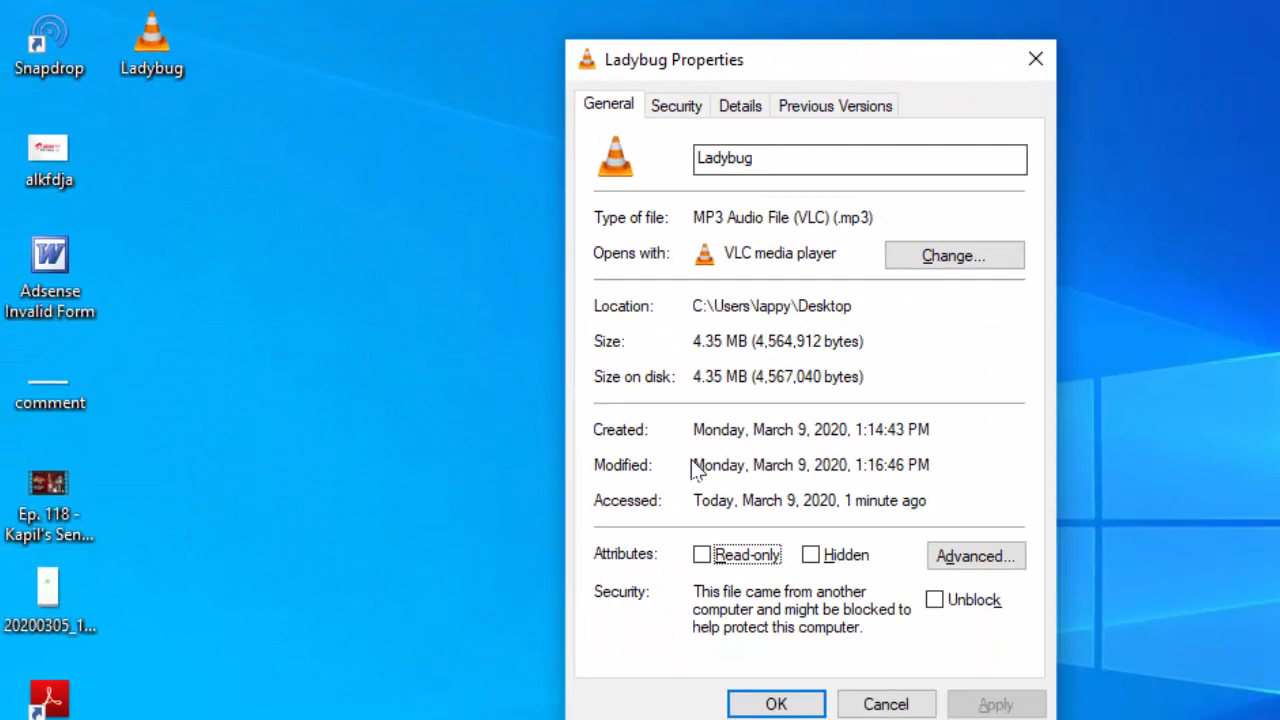 Snapdrop
Ladybug
alkfdja
Adsense
Invalid Form
comment
Ep. 118 -
Kapil's Sen...
20200305_1...
Ladybug Properties
General
Security
Details
Previous Versions
Ladybug
Type of file: MP3 Audio File (VLC) (.mp3)
Opens with: VLC media player Change...
Location: C:\Users\lappy\Desktop
Size: 4.35 MB (4,564,912 bytes)
Size on disk: 4.35 MB (4,567,040 bytes)
Created: Monday, March 9, 2020, 1:14:43 PM
Modified: Monday, March 9, 2020, 1:16:46 PM
Accessed: Today, March 9, 2020, 1 minute ago
Attributes: Read-only Hidden Advanced...
Security: This file came from another
computer and might be blocked to
help protect this computer.
Unblock
OK Cancel Apply